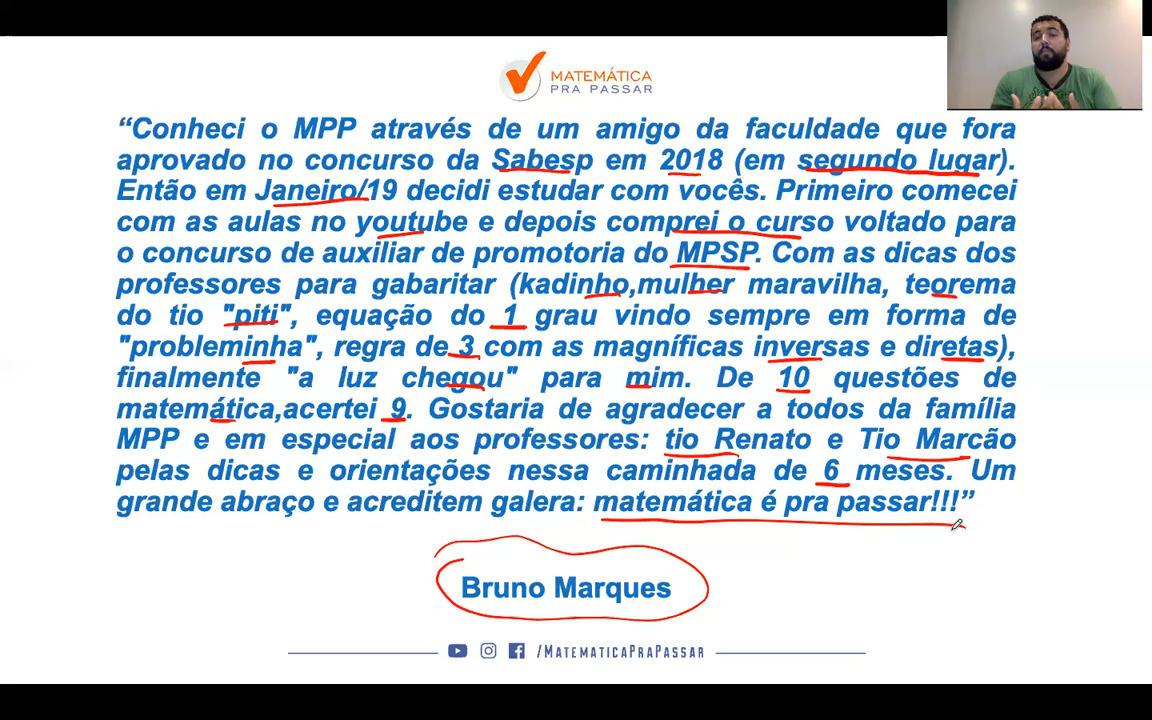 MATEMÁTICA
PRA PASSAR
“Conheci o MPP através de um amigo da faculdade que fora
aprovado no concurso da Sabesp em 2018 (em segundo lugar).
Então em Janeiro/19 decidi estudar com vocês. Primeiro comecei
com as aulas no youtube e depois comprei o curso voltado para
o concurso de auxiliar de promotoria do MPSP. Com as dicas dos
professores para gabaritar (kadinho,mulher maravilha, teorema
do tio "piti", equação do 1 grau vindo sempre em forma de
"probleminha", regra de 3 com as magníficas inversas e diretas),
finalmente "a luz chegou" para mim. De 10 questões de
matemática,acertei 9. Gostaria de agradecer a todos da família
MPP e em especial aos professores: tio Renato e Tio Marcão
pelas dicas e orientações nessa caminhada de 6 meses. Um
grande abraço e acreditem galera: matemática é pra passar!!!”
Bruno Marques
/MATEMATICAPRAPASSAR